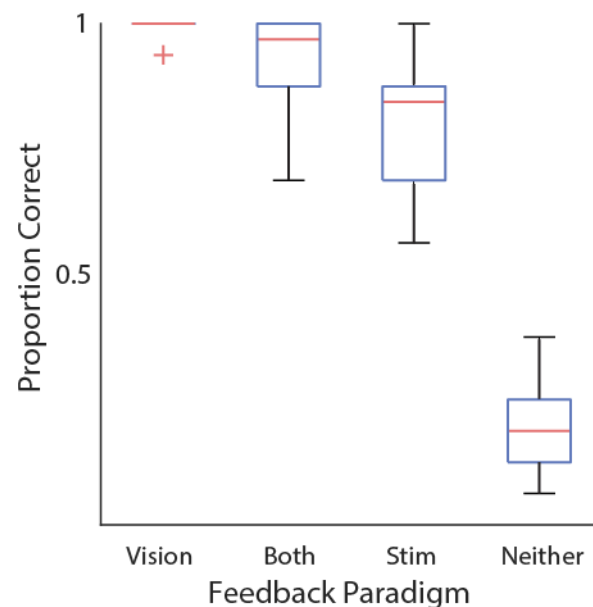 1
0.5
Proportion Correct
Vision Both Stim Neither
Feedback Paradigm